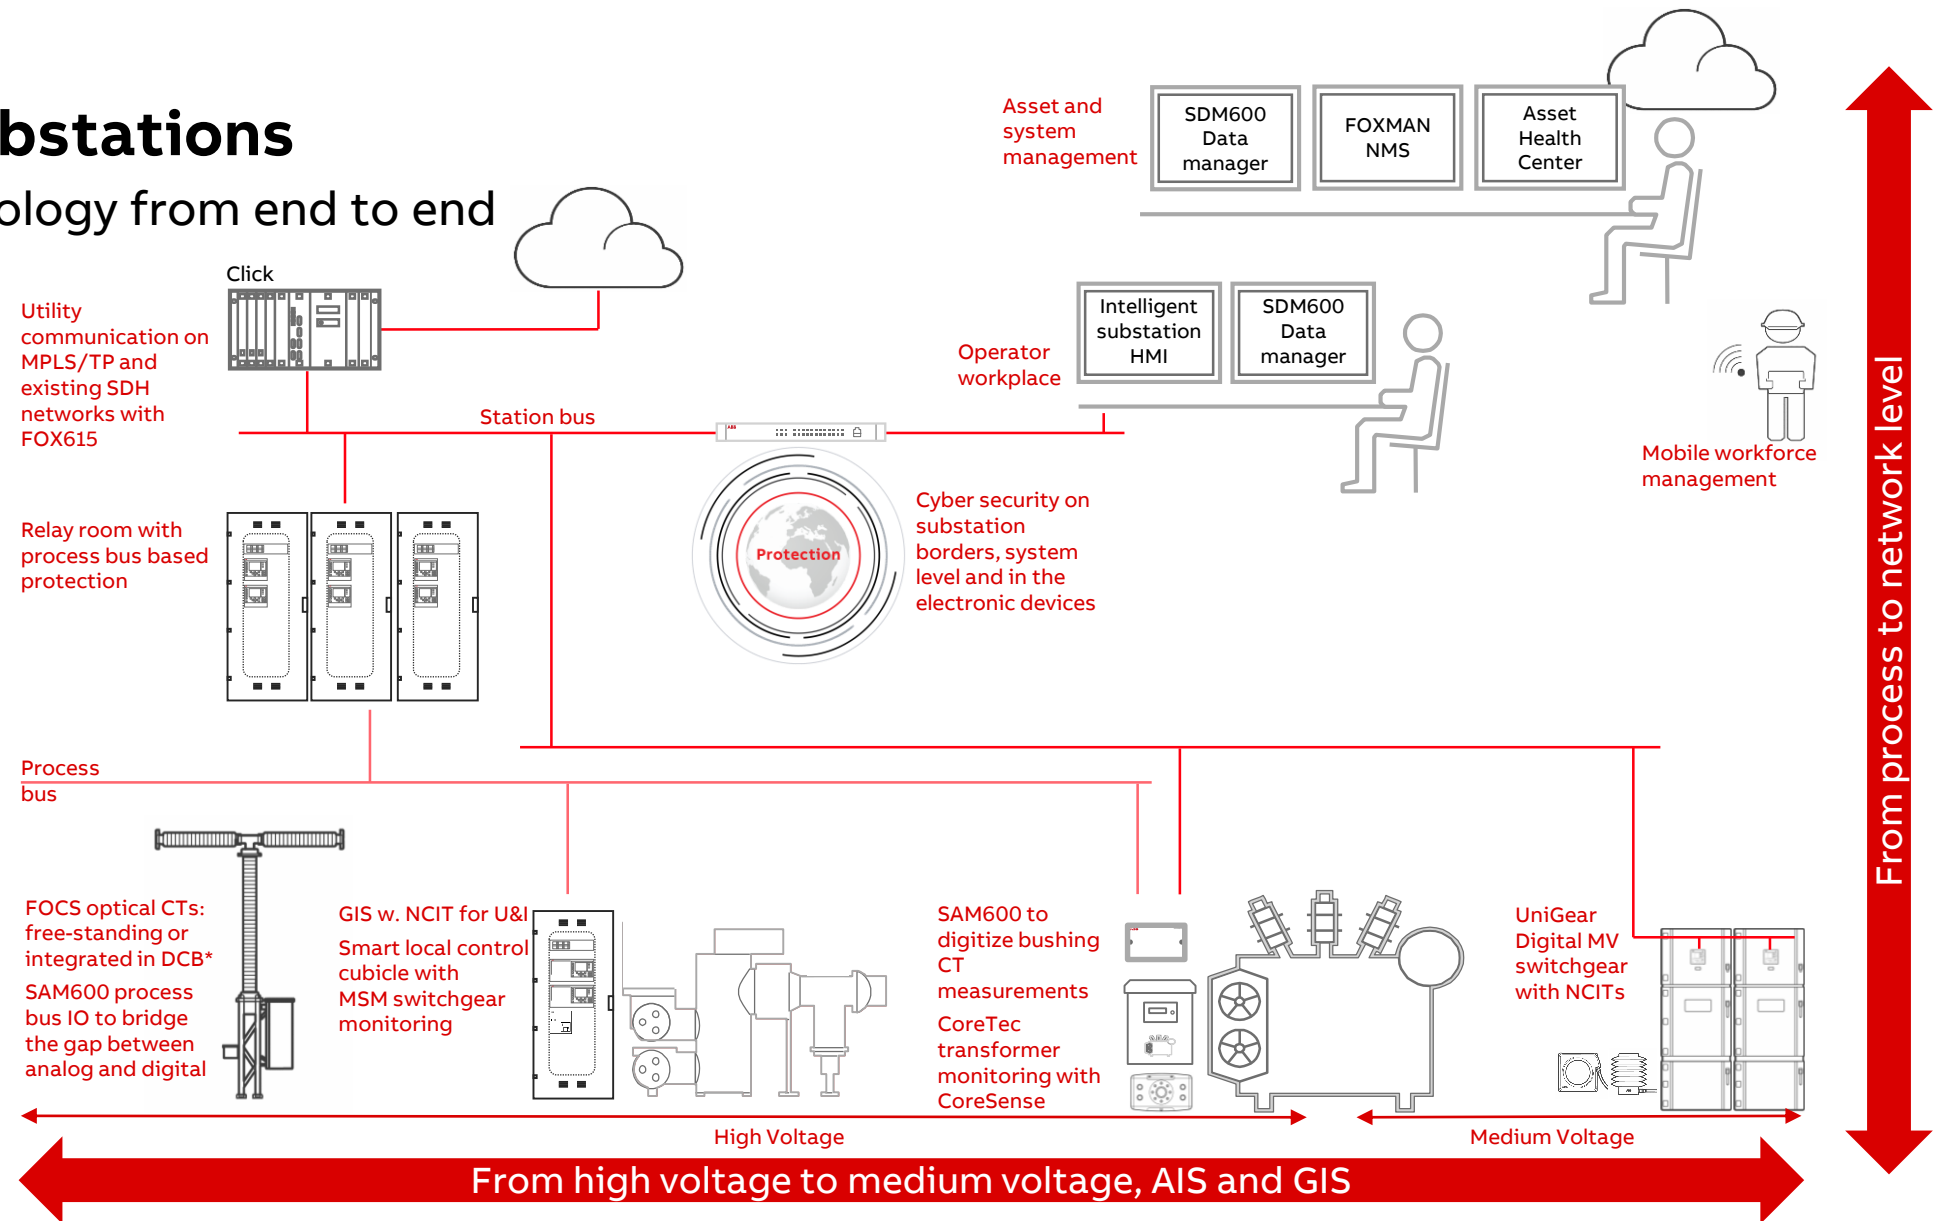 bstations
ology from end to end
Click
Utility
communication on
MPLS/TP and
existing SDH
networks with
FOX615
Asset and
system
management
SDM600
Data
manager
FOXMAN
NMS
Asset
Health
Center
Operator
workplace
Intelligent
substation
HMI
SDM600
Data
manager
Mobile workforce
management
Station bus
ABB
Relay room with
process bus based
protection
Protection
Cyber security on
substation
borders, system
level and in the
electronic devices
Process
bus
FOCS optical CTs:
free-standing or
integrated in DCB*
SAM600 process
bus IO to bridge
the gap between
analog and digital
GIS w. NCIT for U&I
Smart local control
cubicle with
MSM switchgear
monitoring
SAM600 to
digitize bushing
CT
measurements
CoreTec
transformer
monitoring with
CoreSense
UniGear
Digital MV
switchgear
with NCITs
High Voltage
Medium Voltage
From high voltage to medium voltage, AIS and GIS
From process to network level